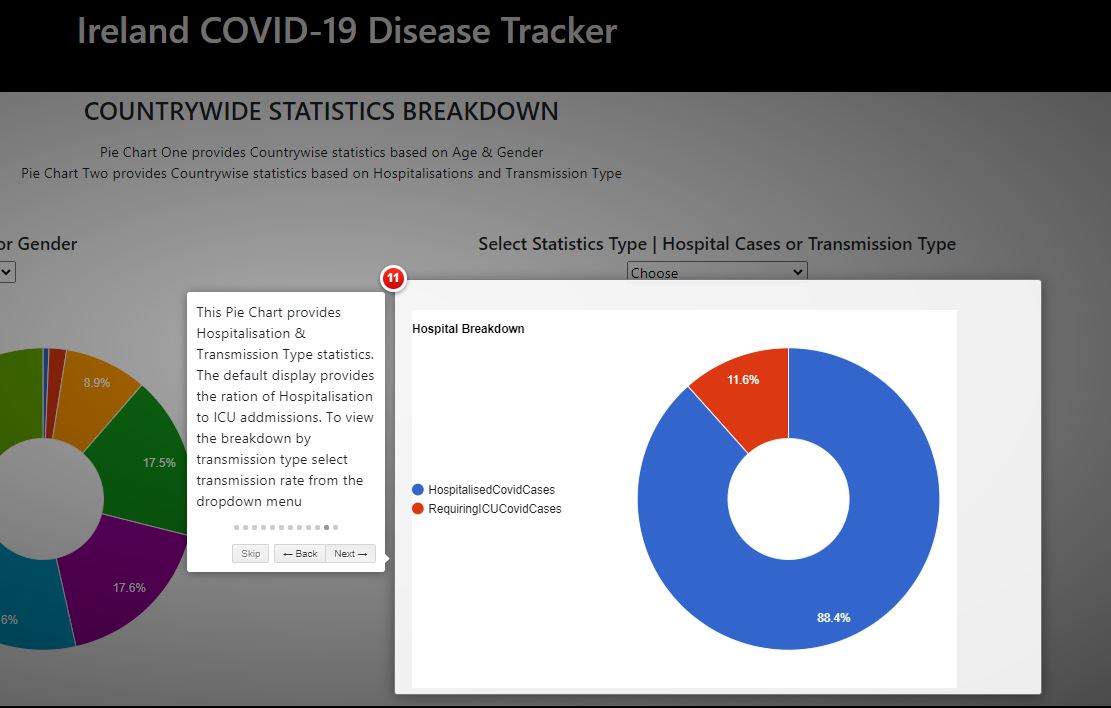 Ireland COVID-19 Disease Tracker
COUNTRYWIDE STATISTICS BREAKDOWN
Pie Chart One provides Countrywise statistics based on Age & Gender
Pie Chart Two provides Countrywise statistics based on Hospitalisations and Transmission Type
or Gender
Select Statistics Type | Hospital Cases or Transmission Type
Choose
11
This Pie Chart provides
Hospitalisation &
Transmission Type statistics.
The default display provides
the ration of Hospitalisation
to ICU addmissions. To view
the breakdown by
transmission type select
transmission rate from the
dropdown menu
Skip
← Back
Next →
8.9%
17.5%
17.6%
6%
Hospital Breakdown
11.6%
HospitalisedCovidCases
RequiringICUCovidCases
88.4%